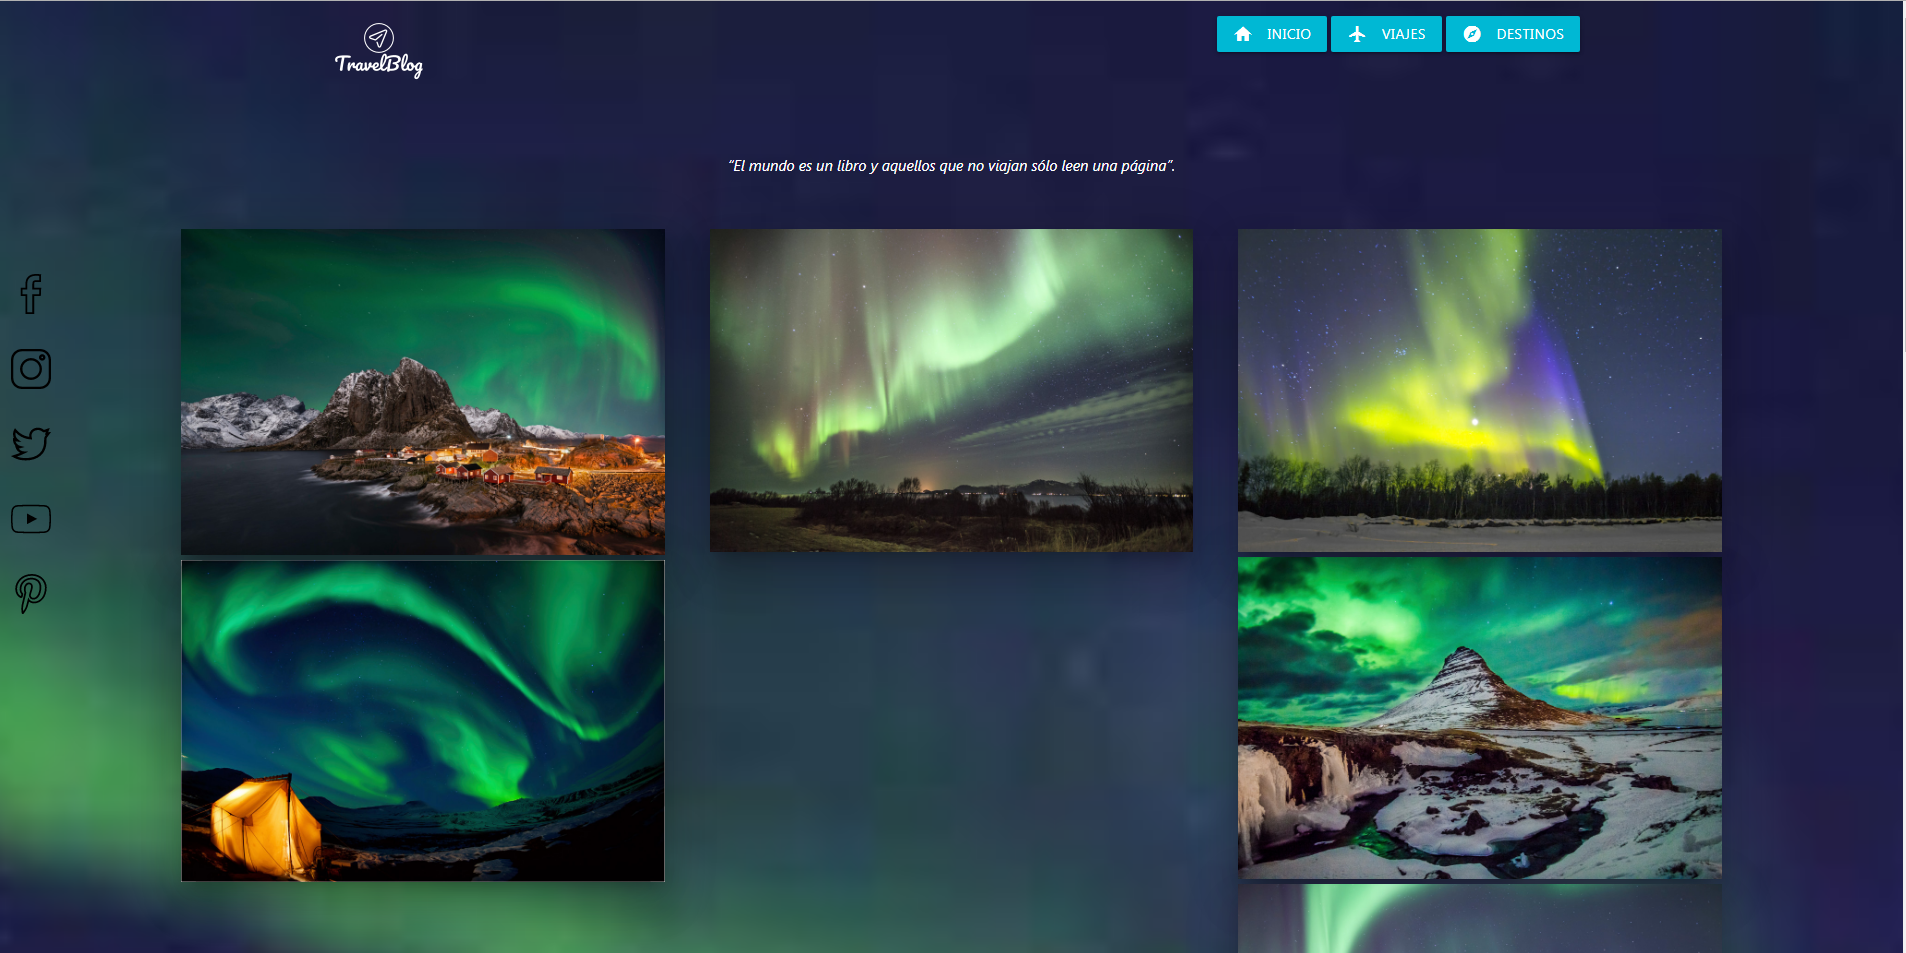 TravelBlog
INICIO
VIAJES
DESTINOS
"El mundo es un libro y aquellos que no viajan sólo leen una página".